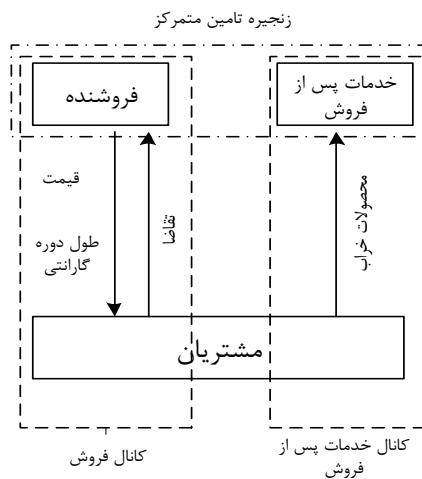 زنجیره تامین متمرکز
فروشنده
خدمات پس از
فروش
قیمت
طول دوره
گارانتی
تقاضا
محصولات خراب
مشتریان
کانال فروش
کانال خدمات پس از
فروش